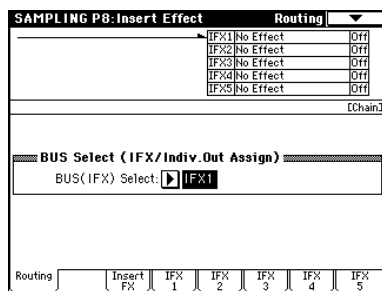 SAMPLING P8:Insert Effect Routing
IFX1 No Effect Off
IFX2 No Effect Off
IFX3 No Effect Off
IFX4 No Effect Off
IFX5 No Effect Off
[Chain]
BUS Select (IFX/Indiv.Out Assign)
BUS(IFX) Select: IFX1
Routing Insert FX IFX 1 IFX 2 IFX 3 IFX 4 IFX 5